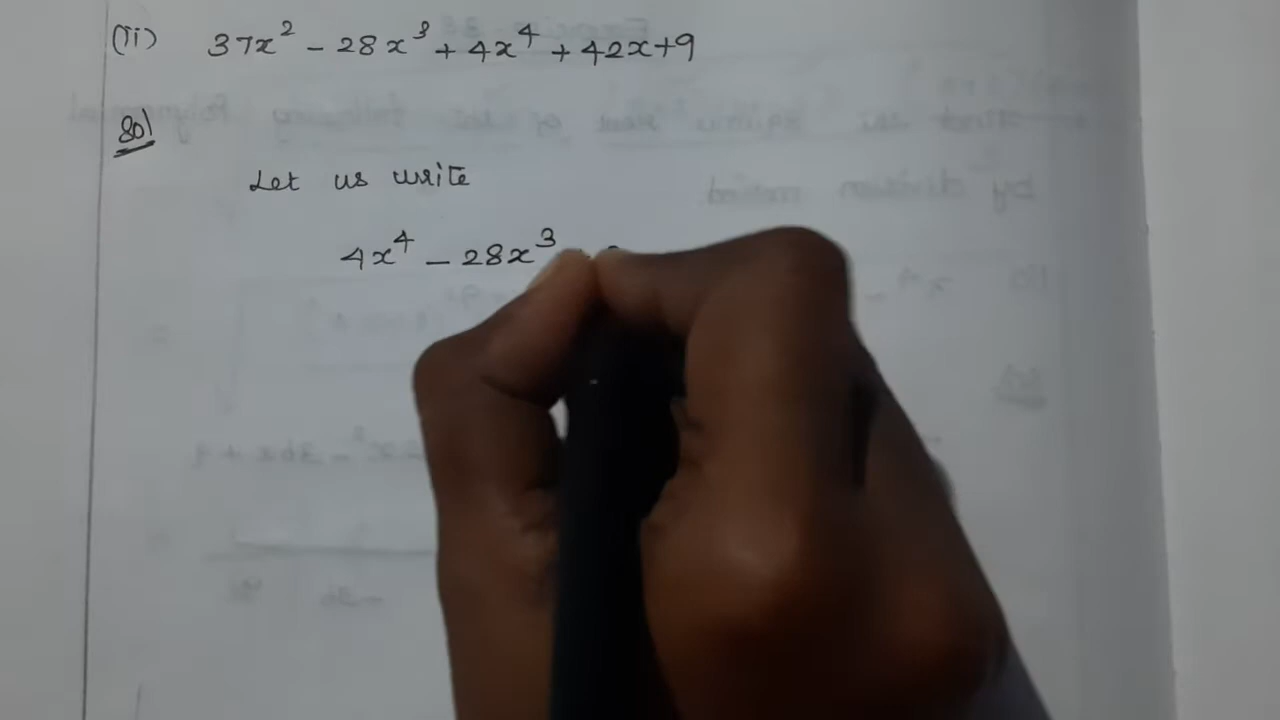 (ii) 37x² - 28x³ + 4x⁴ + 42x + 9
Sol
Let us write
4x⁴ - 28x³